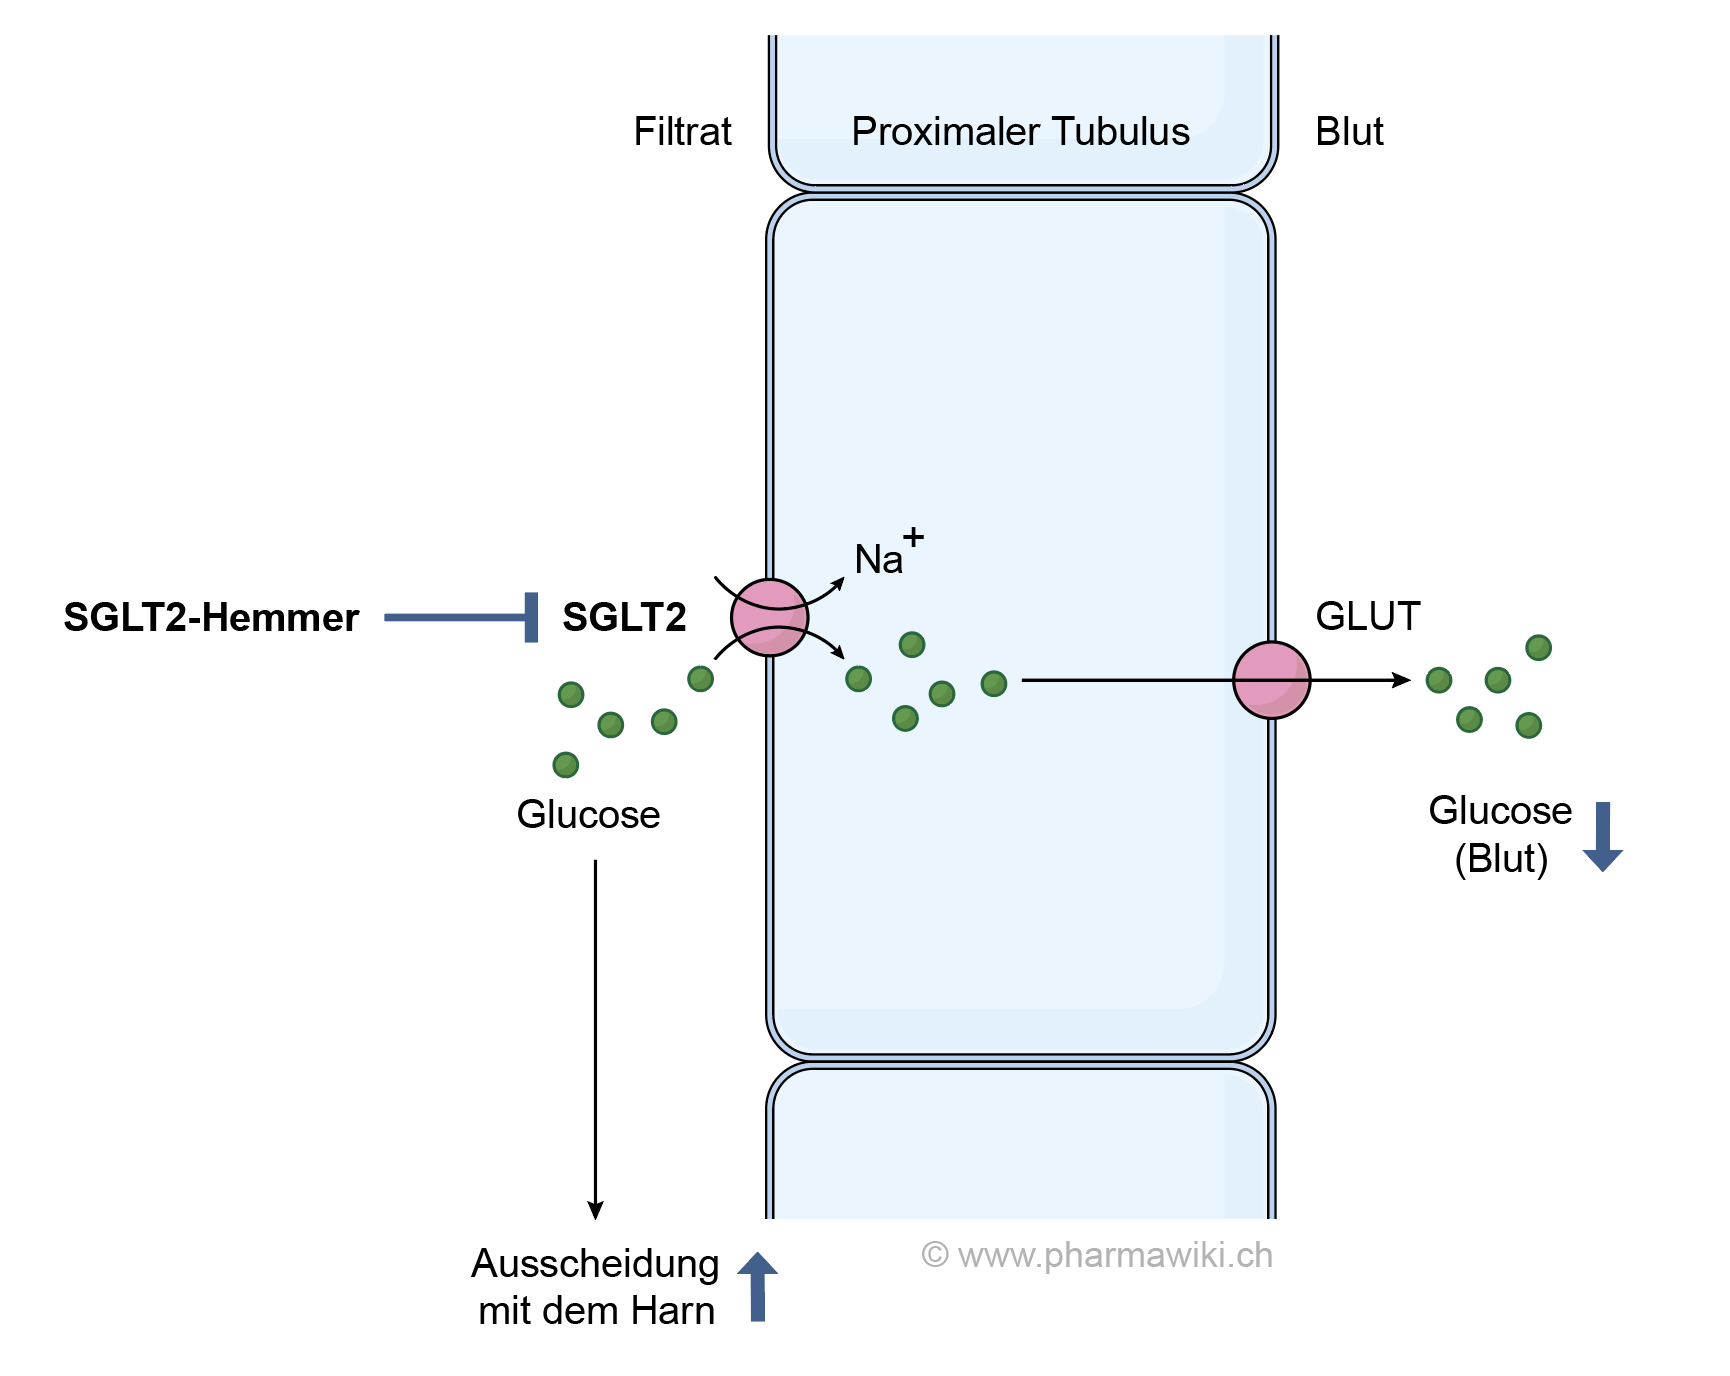 Filtrat
Proximaler Tubulus
Blut
Na+
SGLT2-Hemmer
SGLT2
GLUT
Glucose
Glucose
(Blut)
Ausscheidung
mit dem Harn
© www.pharmawiki.ch